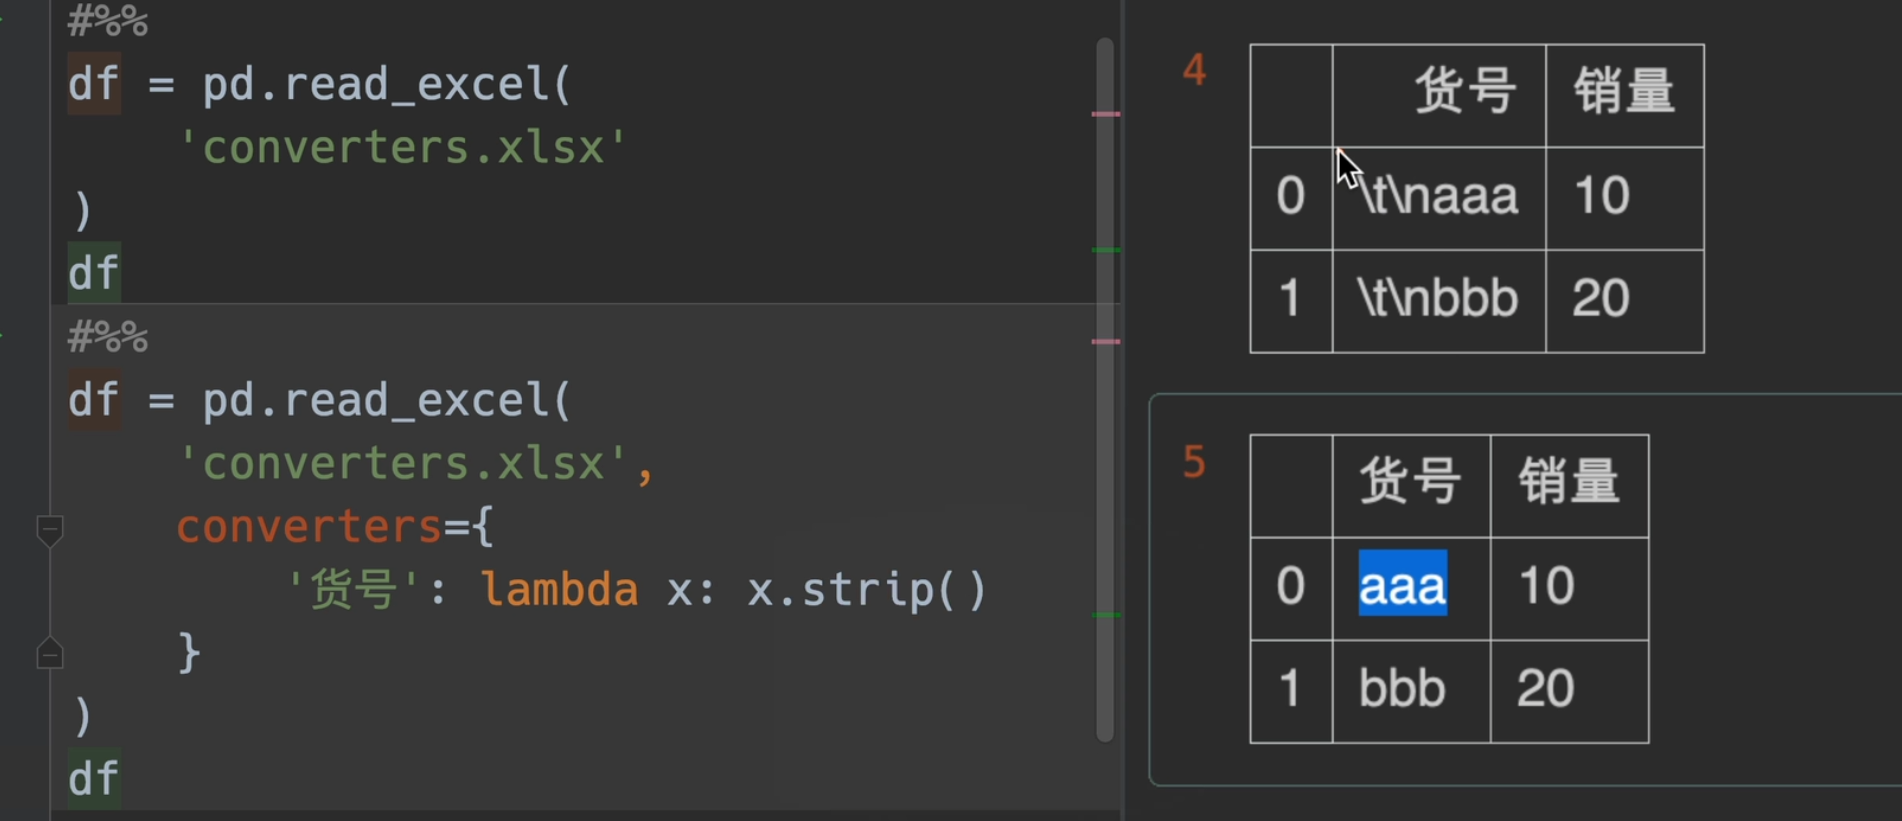 #%%
df = pd.read_excel(
'converters.xlsx'
)
df
#%%
df = pd.read_excel(
'converters.xlsx',
converters={
'货号': lambda x: x.strip()
}
)
df
4
货号 销量
0 \t\naaa 10
1 \t\nbbb 20
5
货号 销量
0 aaa 10
1 bbb 20